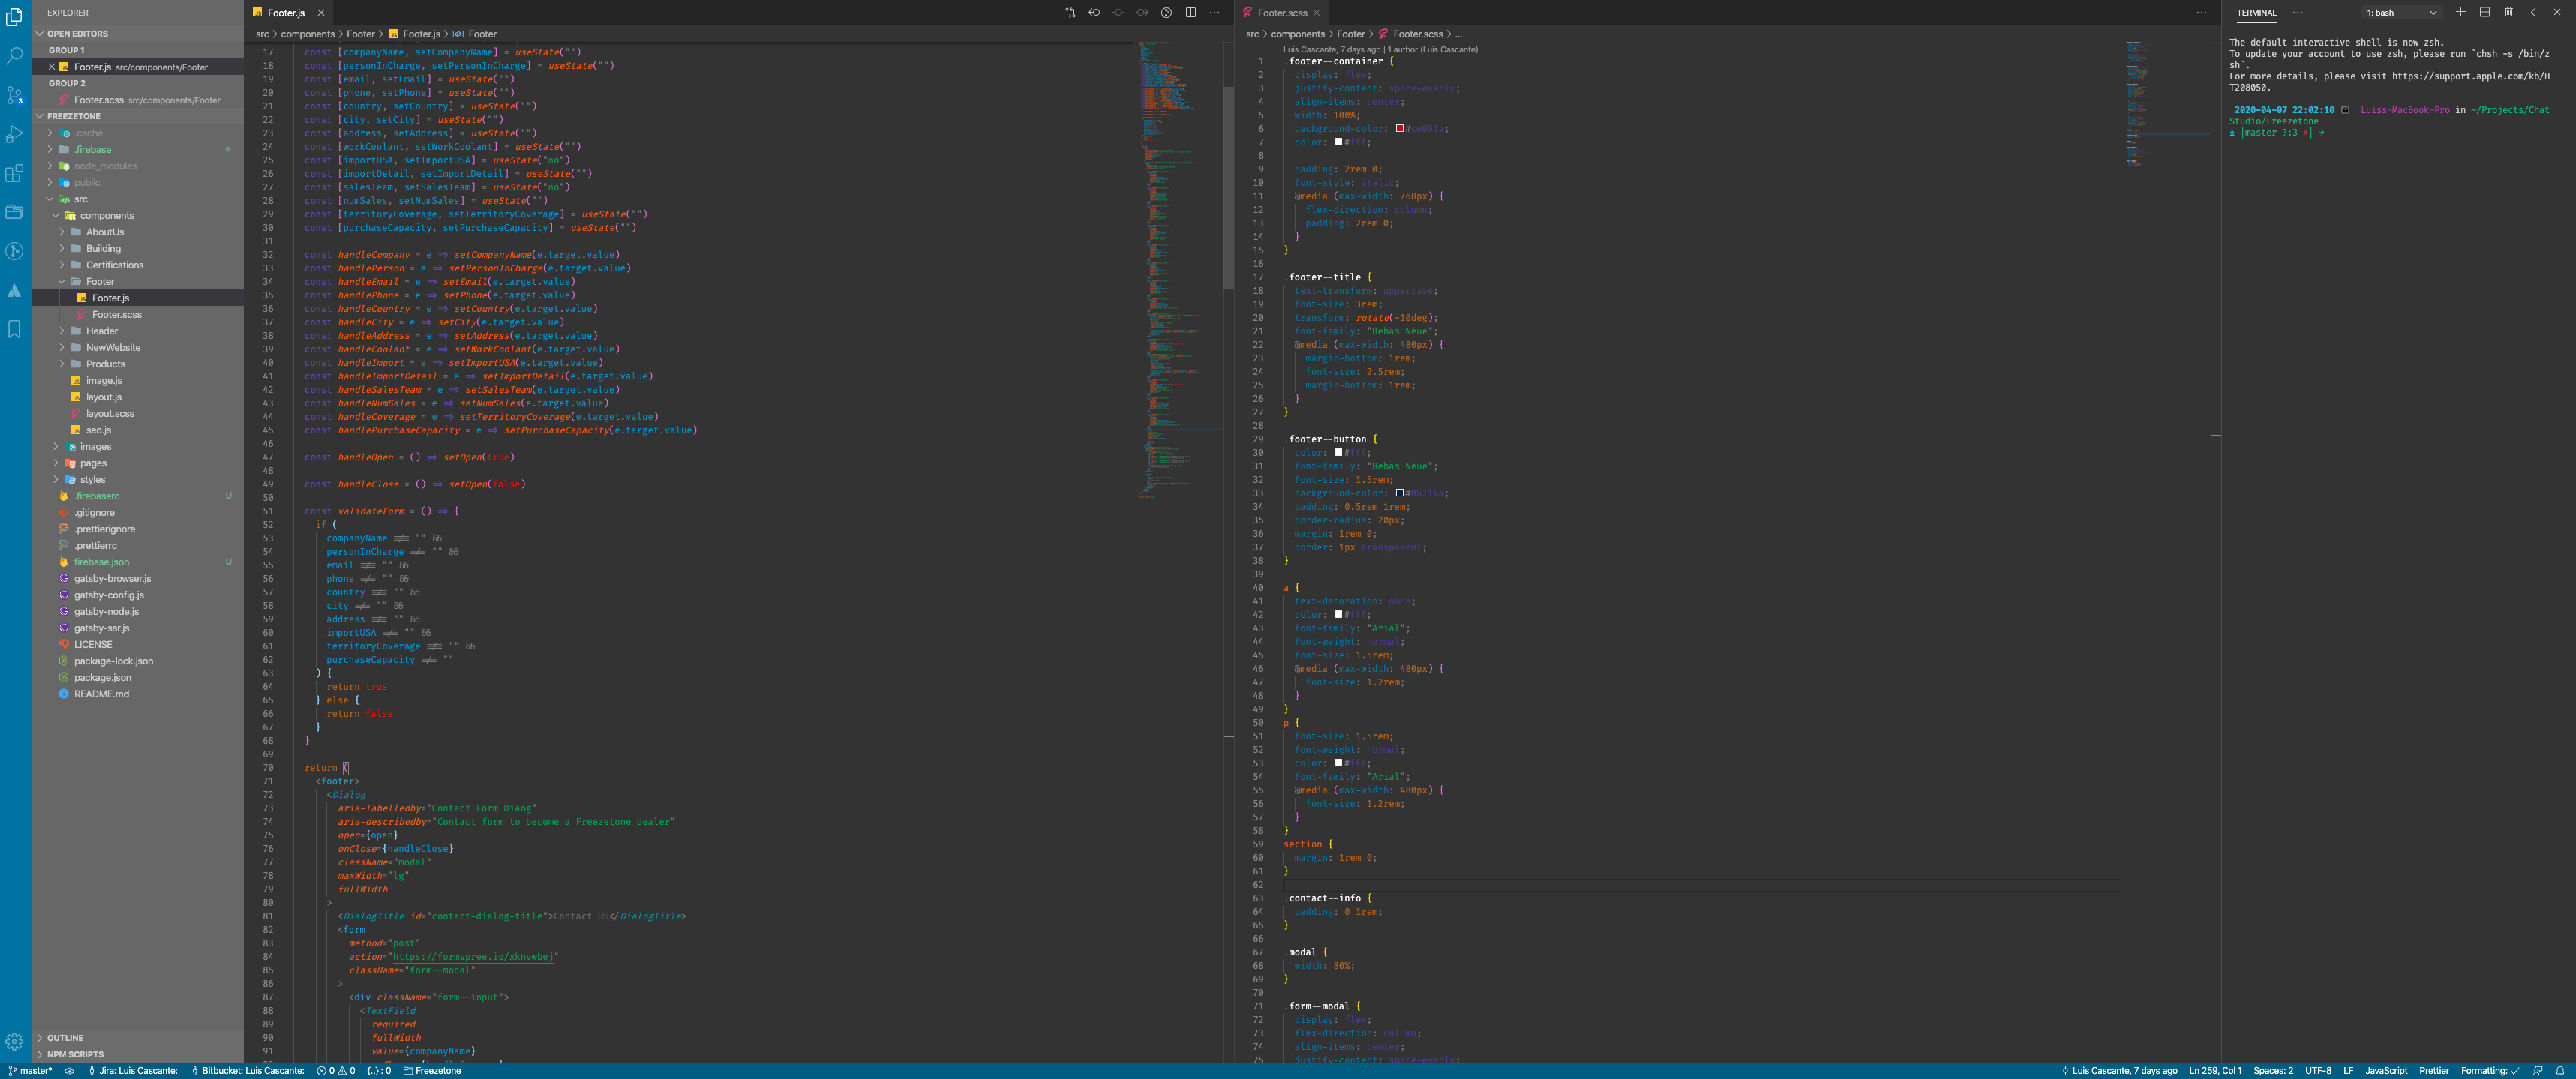 EXPLORER
OPEN EDITORS
GROUP 1
Footer.js src/components/Footer
GROUP 2
Footer.scss src/components/Footer
FREEZETONE
.cache
.firebase
node_modules
public
src
components
AboutUs
Building
Certifications
Footer
Footer.js
Footer.scss
Header
NewWebsite
Products
image.js
layout.js
layout.scss
seo.js
images
pages
styles
.firebaserc U
.gitignore
.prettierignore
.prettierrc
firebase.json U
gatsby-browser.js
gatsby-config.js
gatsby-node.js
gatsby-ssr.js
LICENSE
package-lock.json
package.json
README.md
OUTLINE
NPM SCRIPTS
3
Footer.js
src > components > Footer > Footer.js > Footer
17 const [companyName, setCompanyName] = useState("")
18 const [personInCharge, setPersonInCharge] = useState("")
19 const [email, setEmail] = useState("")
20 const [phone, setPhone] = useState("")
21 const [country, setCountry] = useState("")
22 const [city, setCity] = useState("")
23 const [address, setAddress] = useState("")
24 const [workCoolant, setWorkCoolant] = useState("")
25 const [importUSA, setImportUSA] = useState("no")
26 const [importDetail, setImportDetail] = useState("")
27 const [salesTeam, setSalesTeam] = useState("no")
28 const [numSales, setNumSales] = useState("")
29 const [territoryCoverage, setTerritoryCoverage] = useState("")
30 const [purchaseCapacity, setPurchaseCapacity] = useState("")
31
32 const handleCompany = e => setCompanyName(e.target.value)
33 const handlePerson = e => setPersonInCharge(e.target.value)
34 const handleEmail = e => setEmail(e.target.value)
35 const handlePhone = e => setPhone(e.target.value)
36 const handleCountry = e => setCountry(e.target.value)
37 const handleCity = e => setCity(e.target.value)
38 const handleAddress = e => setAddress(e.target.value)
39 const handleCoolant = e => setWorkCoolant(e.target.value)
40 const handleImport = e => setImportUSA(e.target.value)
41 const handleImportDetail = e => setImportDetail(e.target.value)
42 const handleSalesTeam = e => setSalesTeam(e.target.value)
43 const handleNumSales = e => setNumSales(e.target.value)
44 const handleCoverage = e => setTerritoryCoverage(e.target.value)
45 const handlePurchaseCapacity = e => setPurchaseCapacity(e.target.value)
46
47 const handleOpen = () => setOpen(true)
48
49 const handleClose = () => setOpen(false)
50
51 const validateForm = () => {
52 if (
53 companyName !== "" &&
54 personInCharge !== "" &&
55 email !== "" &&
56 phone !== "" &&
57 country !== "" &&
58 city !== "" &&
59 address !== "" &&
60 importUSA !== "" &&
61 territoryCoverage !== "" &&
62 purchaseCapacity !== ""
63 ) {
64 return true
65 } else {
66 return false
67 }
68 }
69
70 return (
71 <footer>
72 <Dialog
73 aria-labelledby="Contact Form Diaog"
74 aria-describedby="Contact form to become a Freezetone dealer"
75 open={open}
76 onClose={handleClose}
77 className="modal"
78 maxWidth="lg"
79 fullWidth
80 >
81 <DialogTitle id="contact-dialog-title">Contact US</DialogTitle>
82 <form
83 method="post"
84 action="https://formspree.io/xknvwbej"
85 className="form--modal"
86 >
87 <div className="form--input">
88 <TextField
89 required
90 fullWidth
91 value={companyName}
Footer.scss
src > components > Footer > Footer.scss > ...
Luis Cascante, 7 days ago | 1 author (Luis Cascante)
1 .footer--container {
2 display: flex;
3 justify-content: space-evenly;
4 align-items: center;
5 width: 100%;
6 background-color: #ce001a;
7 color: #fff;
8
9 padding: 2rem 0;
10 font-style: italic;
11 @media (max-width: 768px) {
12 flex-direction: column;
13 padding: 2rem 0;
14 }
15 }
16
17 .footer--title {
18 text-transform: uppercase;
19 font-size: 3rem;
20 transform: rotate(-10deg);
21 font-family: "Bebas Neue";
22 @media (max-width: 480px) {
23 margin-bottom: 1rem;
24 font-size: 2.5rem;
25 margin-bottom: 1rem;
26 }
27 }
28
29 .footer--button {
30 color: #fff;
31 font-family: "Bebas Neue";
32 font-size: 1.5rem;
33 background-color: #06214a;
34 padding: 0.5rem 1rem;
35 border-radius: 20px;
36 margin: 1rem 0;
37 border: 1px transparent;
38 }
39
40 a {
41 text-decoration: none;
42 color: #fff;
43 font-family: "Arial";
44 font-weight: normal;
45 font-size: 1.5rem;
46 @media (max-width: 480px) {
47 font-size: 1.2rem;
48 }
49 }
50 p {
51 font-size: 1.5rem;
52 font-weight: normal;
53 color: #fff;
54 font-family: "Arial";
55 @media (max-width: 480px) {
56 font-size: 1.2rem;
57 }
58 }
59 section {
60 margin: 1rem 0;
61 }
62
63 .contact--info {
64 padding: 0 1rem;
65 }
66
67 .modal {
68 width: 80%;
69 }
70
71 .form--modal {
72 display: flex;
73 flex-direction: column;
74 align-items: center;
75 justify-content: space-evenly;
TERMINAL 1: bash
The default interactive shell is now zsh.
To update your account to use zsh, please run `chsh -s /bin/z
sh`.
For more details, please visit https://support.apple.com/kb/H
T208050.
2020-04-07 22:02:10 Luiss-MacBook-Pro in ~/Projects/Chat
Studio/Freezetone
± |master ?:3 ✗| →
master* Jira: Luis Cascante: Bitbucket: Luis Cascante: 0 0 {..} : 0 Freezetone
Luis Cascante, 7 days ago Ln 259, Col 1 Spaces: 2 UTF-8 LF JavaScript Prettier Formatting: ✓